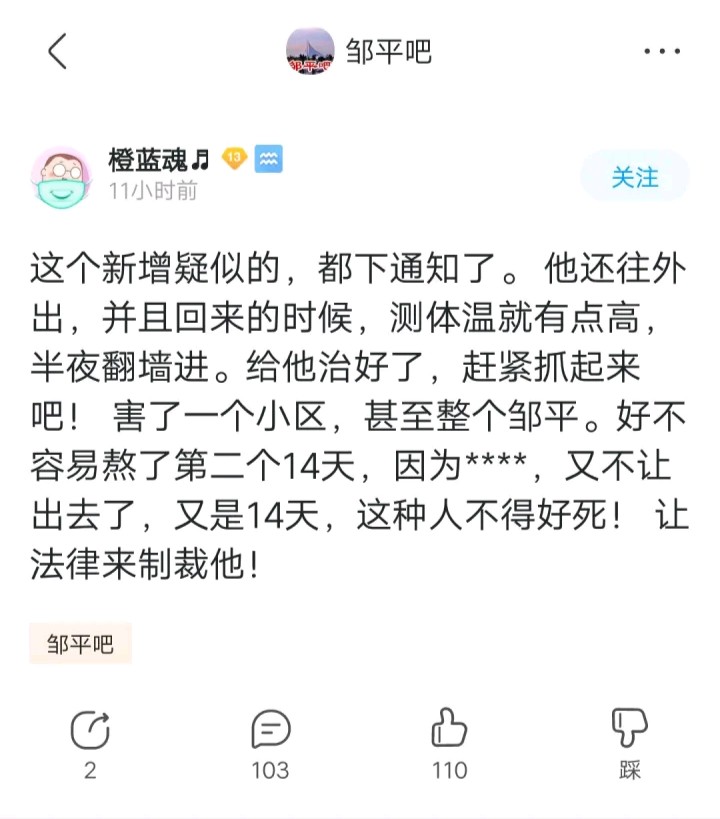 邹平吧
橙蓝魂♬ 13
11小时前
关注
这个新增疑似的，都下通知了。 他还往外
出，并且回来的时候，测体温就有点高，
半夜翻墙进。给他治好了，赶紧抓起来
吧！ 害了一个小区，甚至整个邹平。好不
容易熬了第二个14天，因为****，又不让
出去了，又是14天，这种人不得好死！ 让
法律来制裁他！
邹平吧
2
103
110
踩